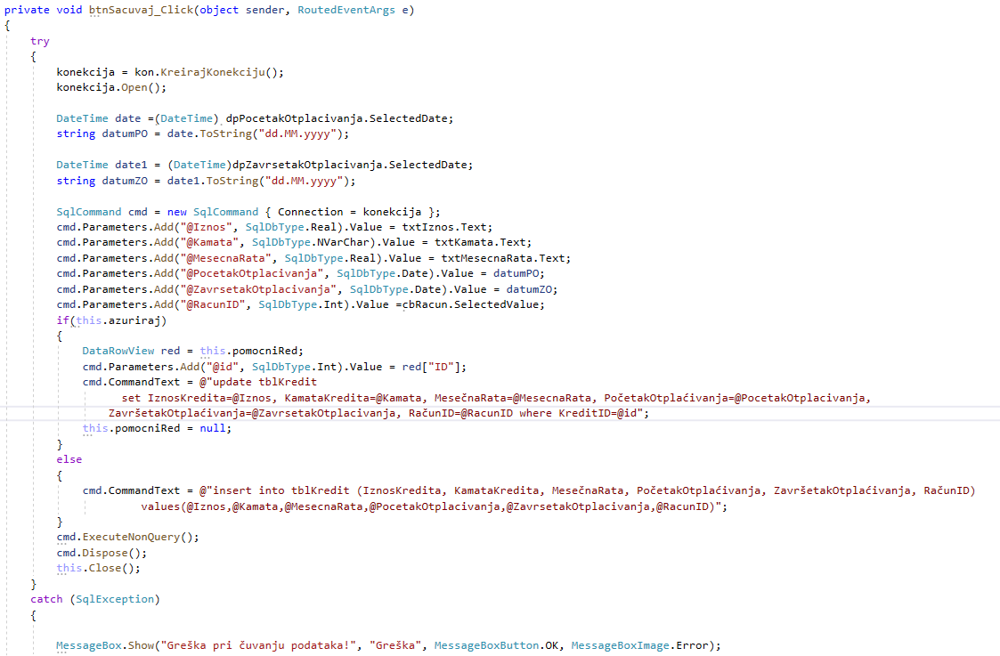 private void btnSacuvaj_Click(object sender, RoutedEventArgs e)
{
try
{
konekcija = kon.KreirajKonekciju();
konekcija.Open();
DateTime date =(DateTime) dpPocetakOtplacivanja.SelectedDate;
string datumPO = date.ToString("dd.MM.yyyy");
DateTime date1 = (DateTime)dpZavrsetakOtplacivanja.SelectedDate;
string datumZO = date1.ToString("dd.MM.yyyy");
SqlCommand cmd = new SqlCommand { Connection = konekcija };
cmd.Parameters.Add("@Iznos", SqlDbType.Real).Value = txtIznos.Text;
cmd.Parameters.Add("@Kamata", SqlDbType.NVarChar).Value = txtKamata.Text;
cmd.Parameters.Add("@MesecnaRata", SqlDbType.Real).Value = txtMesecnaRata.Text;
cmd.Parameters.Add("@PocetakOtplacivanja", SqlDbType.Date).Value = datumPO;
cmd.Parameters.Add("@ZavrsetakOtplacivanja", SqlDbType.Date).Value = datumZO;
cmd.Parameters.Add("@RacunID", SqlDbType.Int).Value =cbRacun.SelectedValue;
if(this.azuriraj)
{
DataRowView red = this.pomocniRed;
cmd.Parameters.Add("@id", SqlDbType.Int).Value = red["ID"];
cmd.CommandText = @"update tblKredit
set IznosKredita=@Iznos, KamataKredita=@Kamata, MesečnaRata=@MesecnaRata, PočetakOtplaćivanja=@PocetakOtplacivanja,
ZavršetakOtplaćivanja=@ZavrsetakOtplacivanja, RačunID=@RacunID where KreditID=@id";
this.pomocniRed = null;
}
else
{
cmd.CommandText = @"insert into tblKredit (IznosKredita, KamataKredita, MesečnaRata, PočetakOtplaćivanja, ZavršetakOtplaćivanja, RačunID)
values(@Iznos,@Kamata,@MesecnaRata,@PocetakOtplacivanja,@ZavrsetakOtplacivanja,@RacunID)";
}
cmd.ExecuteNonQuery();
cmd.Dispose();
this.Close();
}
catch (SqlException)
{
MessageBox.Show("Greška pri čuvanju podataka!", "Greška", MessageBoxButton.OK, MessageBoxImage.Error);